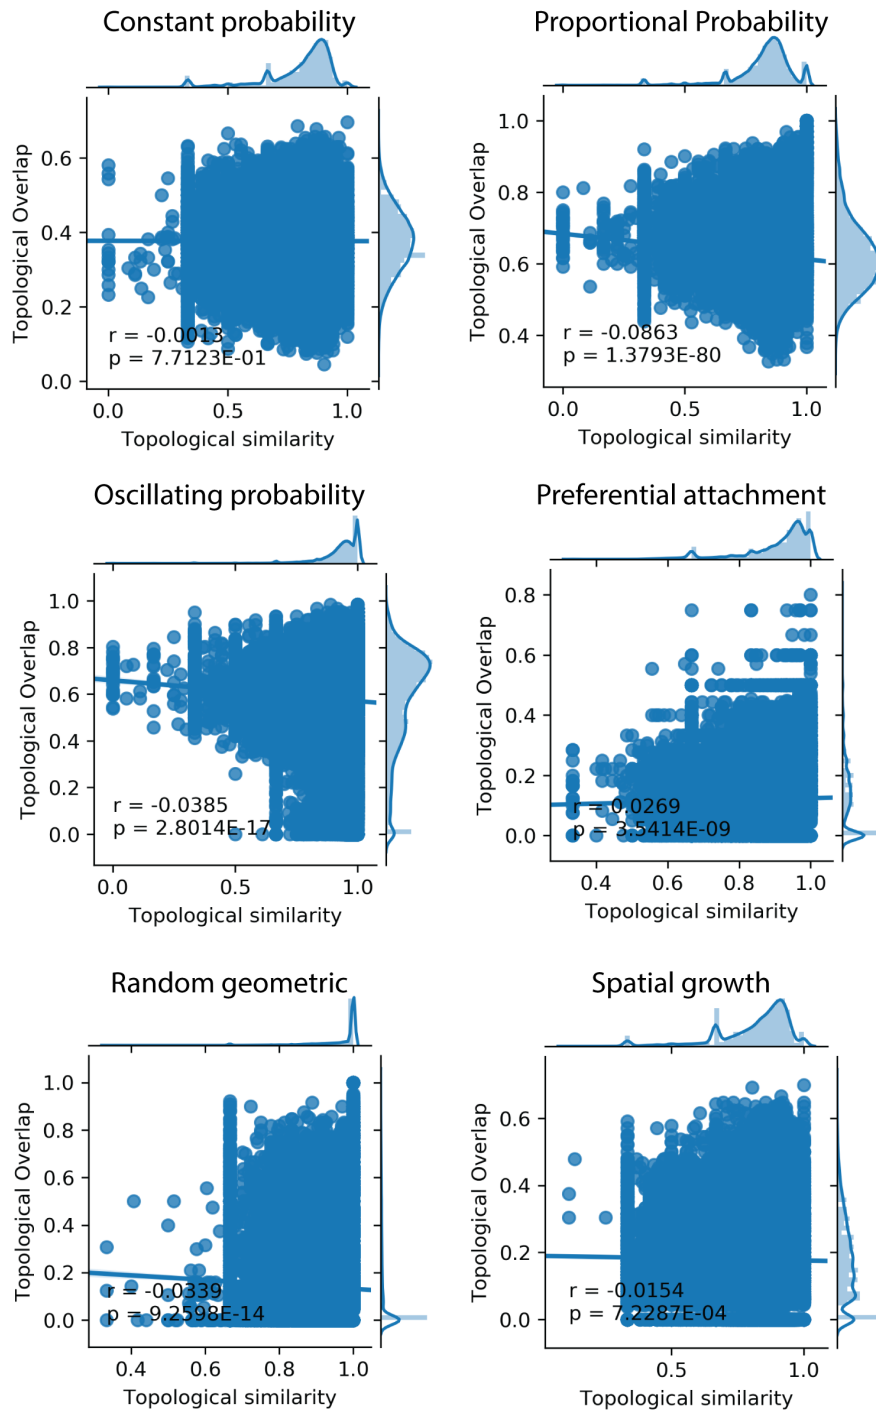 Constant probability
Topological Overlap
0.6
0.4
0.2
0.0
r = -0.0013
p = 7.7123E-01
0.0 0.5 1.0
Topological similarity
Proportional Probability
Topological Overlap
1.0
0.8
0.6
0.4
r = -0.0863
p = 1.3793E-80
0.0 0.5 1.0
Topological similarity
Oscillating probability
Topological Overlap
1.0
0.8
0.6
0.4
0.2
0.0
r = -0.0385
p = 2.8014E-17
0.0 0.5 1.0
Topological similarity
Preferential attachment
Topological Overlap
0.8
0.6
0.4
0.2
0.0
r = 0.0269
p = 3.5414E-09
0.4 0.6 0.8 1.0
Topological similarity
Random geometric
Topological Overlap
1.0
0.8
0.6
0.4
0.2
0.0
r = -0.0339
p = 9.2598E-14
0.4 0.6 0.8 1.0
Topological similarity
Spatial growth
Topological Overlap
0.6
0.4
0.2
0.0
r = -0.0154
p = 7.2287E-04
0.5 1.0
Topological similarity